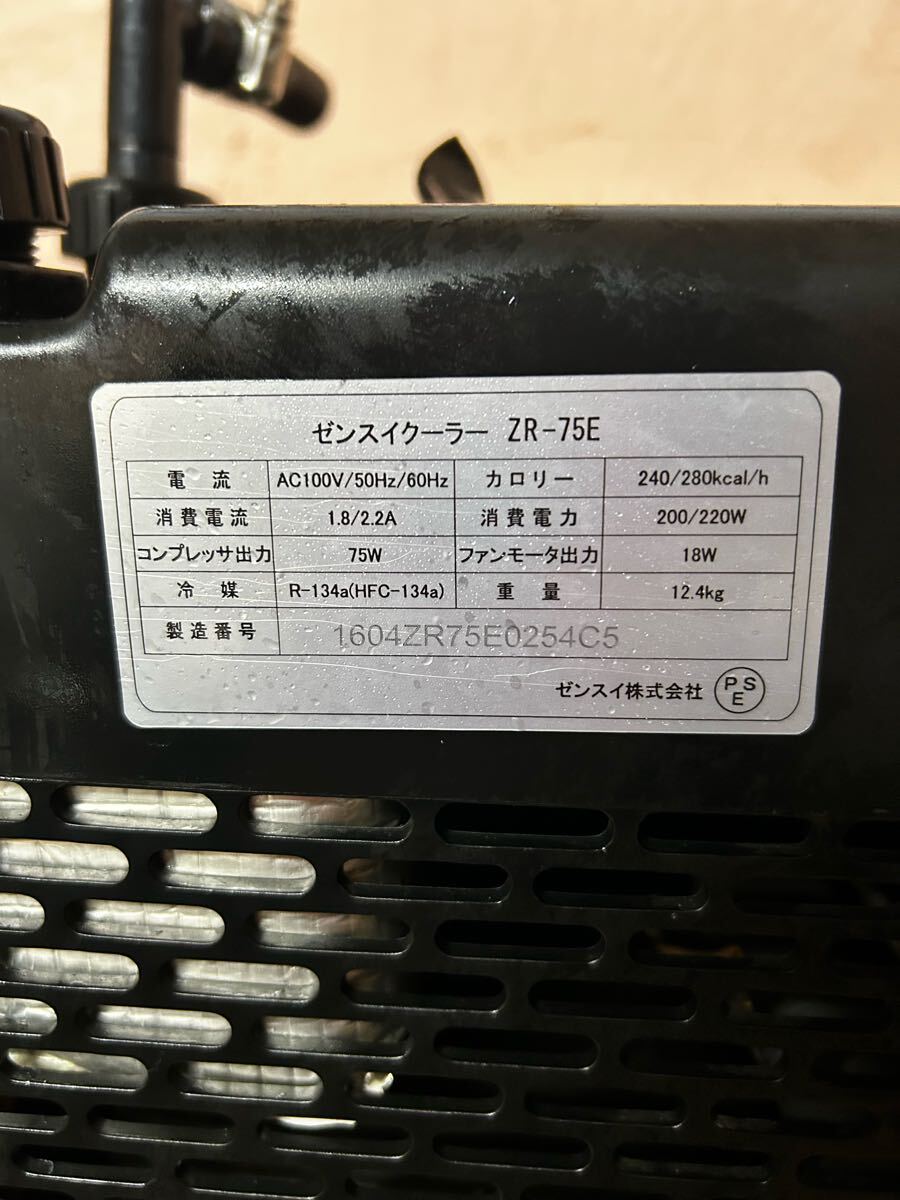 ゼンスイクーラー ZR-75E
電 流 AC100V/50Hz/60Hz カロリー 240/280kcal/h
消費電流 1.8/2.2A 消費電力 200/220W
コンプレッサ出力 75W ファンモータ出力 18W
冷 媒 R-134a(HFC-134a) 重 量 12.4kg
製造番号 1604ZR75E0254C5
ゼンスイ株式会社 PSE